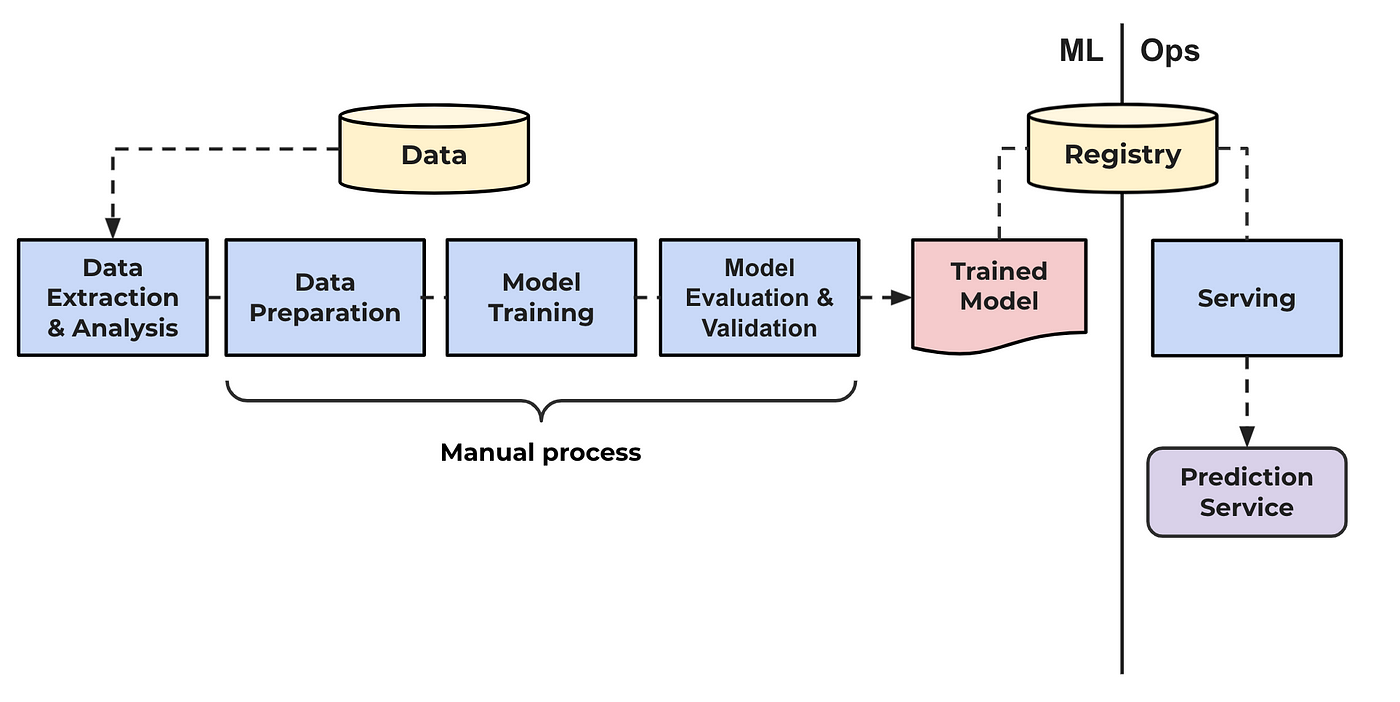 ML
Ops
Data
Registry
Data
Extraction
& Analysis
Data
Preparation
Model
Training
Model
Evaluation &
Validation
Trained
Model
Serving
Manual process
Prediction
Service